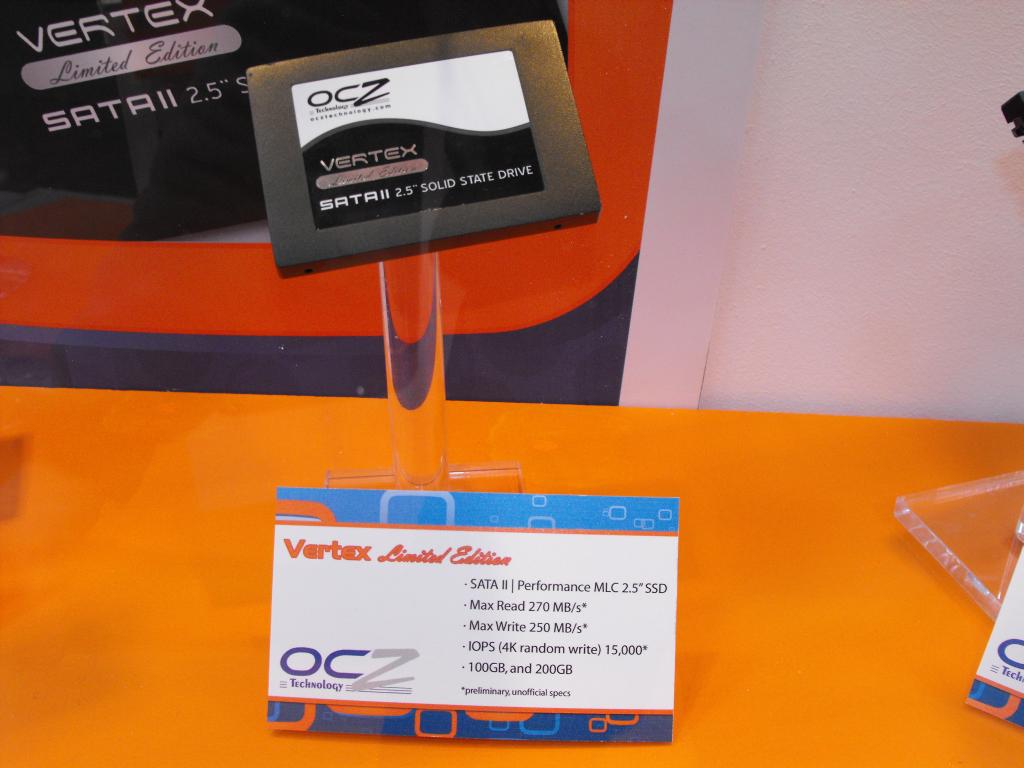 VERTEX
Limited Edition
SATA II 2.5" S
OCZ
Technology
ocztechnology.com
VERTEX
Limited Edition
SATA II 2.5" SOLID STATE DRIVE
Vertex Limited Edition
· SATA II | Performance MLC 2.5" SSD
· Max Read 270 MB/s*
· Max Write 250 MB/s*
· IOPS (4K random write) 15,000*
· 100GB, and 200GB
*preliminary, unofficial specs
OCZ
Technology
OC
Tech